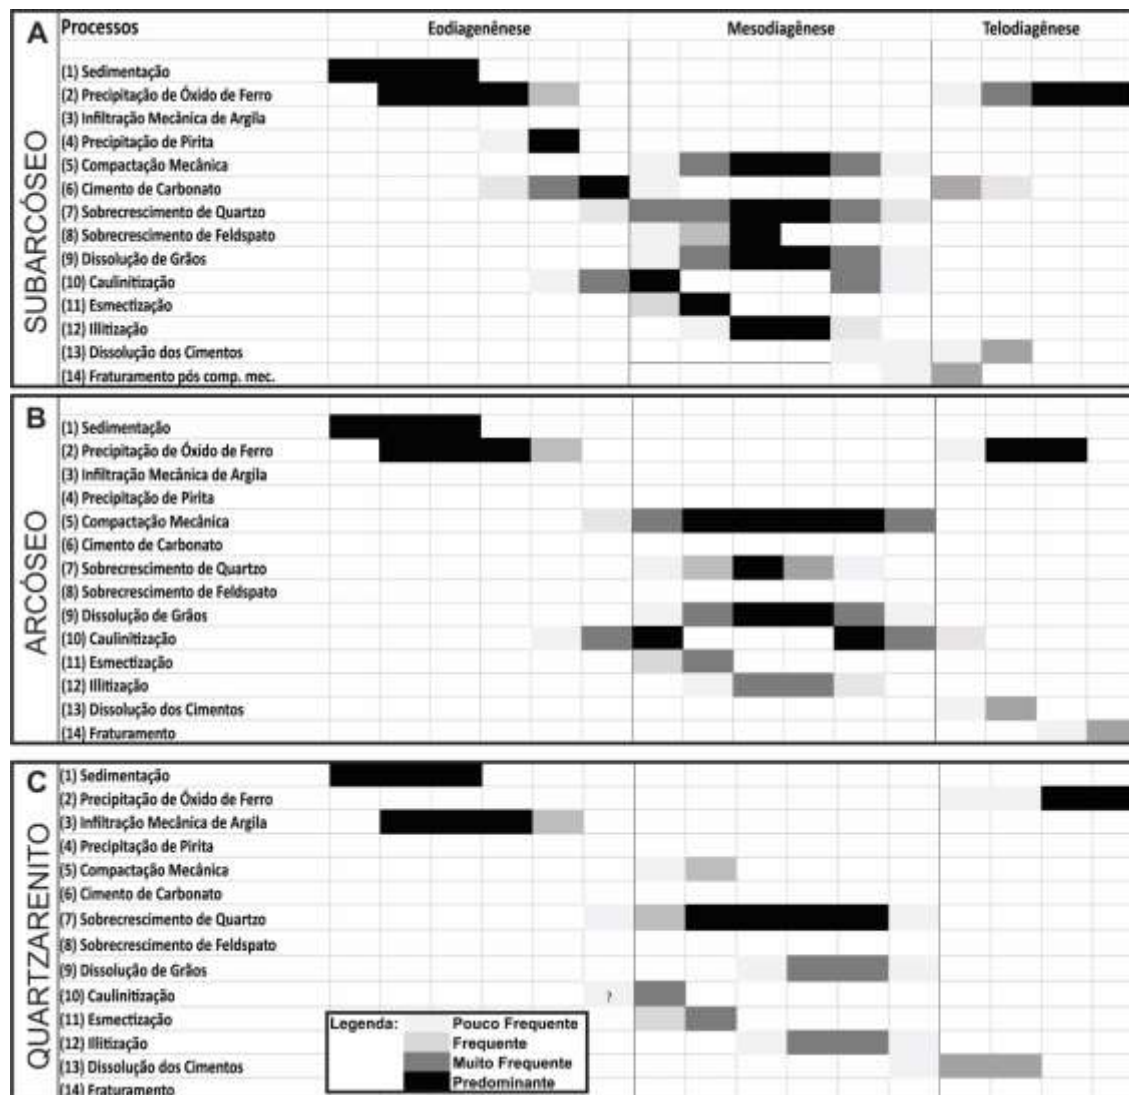 A Processos Eodiagenênese Mesodiagênese Telodiagênese
SUBARCÓSEO
(1) Sedimentação
(2) Precipitação de Óxido de Ferro
(3) Infiltração Mecânica de Argila
(4) Precipitação de Pirita
(5) Compactação Mecânica
(6) Cimento de Carbonato
(7) Sobrecrescimento de Quartzo
(8) Sobrecrescimento de Feldspato
(9) Dissolução de Grãos
(10) Caulinitização
(11) Esmectização
(12) Illitização
(13) Dissolução dos Cimentos
(14) Fraturamento pós comp. mec.
B
ARCÓSEO
(1) Sedimentação
(2) Precipitação de Óxido de Ferro
(3) Infiltração Mecânica de Argila
(4) Precipitação de Pirita
(5) Compactação Mecânica
(6) Cimento de Carbonato
(7) Sobrecrescimento de Quartzo
(8) Sobrecrescimento de Feldspato
(9) Dissolução de Grãos
(10) Caulinitização
(11) Esmectização
(12) Illitização
(13) Dissolução dos Cimentos
(14) Fraturamento
C
QUARTZARENITO
(1) Sedimentação
(2) Precipitação de Óxido de Ferro
(3) Infiltração Mecânica de Argila
(4) Precipitação de Pirita
(5) Compactação Mecânica
(6) Cimento de Carbonato
(7) Sobrecrescimento de Quartzo
(8) Sobrecrescimento de Feldspato
(9) Dissolução de Grãos
(10) Caulinitização ?
(11) Esmectização
(12) Illitização
(13) Dissolução dos Cimentos
(14) Fraturamento
Legenda: Pouco Frequente
Frequente
Muito Frequente
Predominante